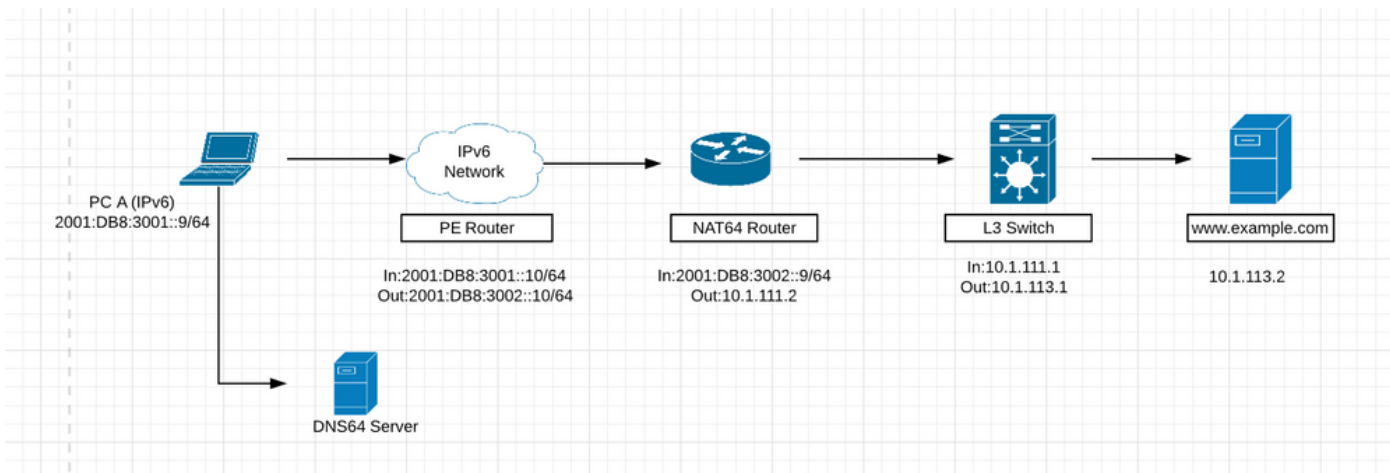 IPv6
Network
PC A (IPv6)
2001:DB8:3001::9/64
PE Router
In:2001:DB8:3001::10/64
Out:2001:DB8:3002::10/64
NAT64 Router
In:2001:DB8:3002::9/64
Out:10.1.111.2
L3 Switch
In:10.1.111.1
Out:10.1.113.1
www.example.com
10.1.113.2
DNS64 Server